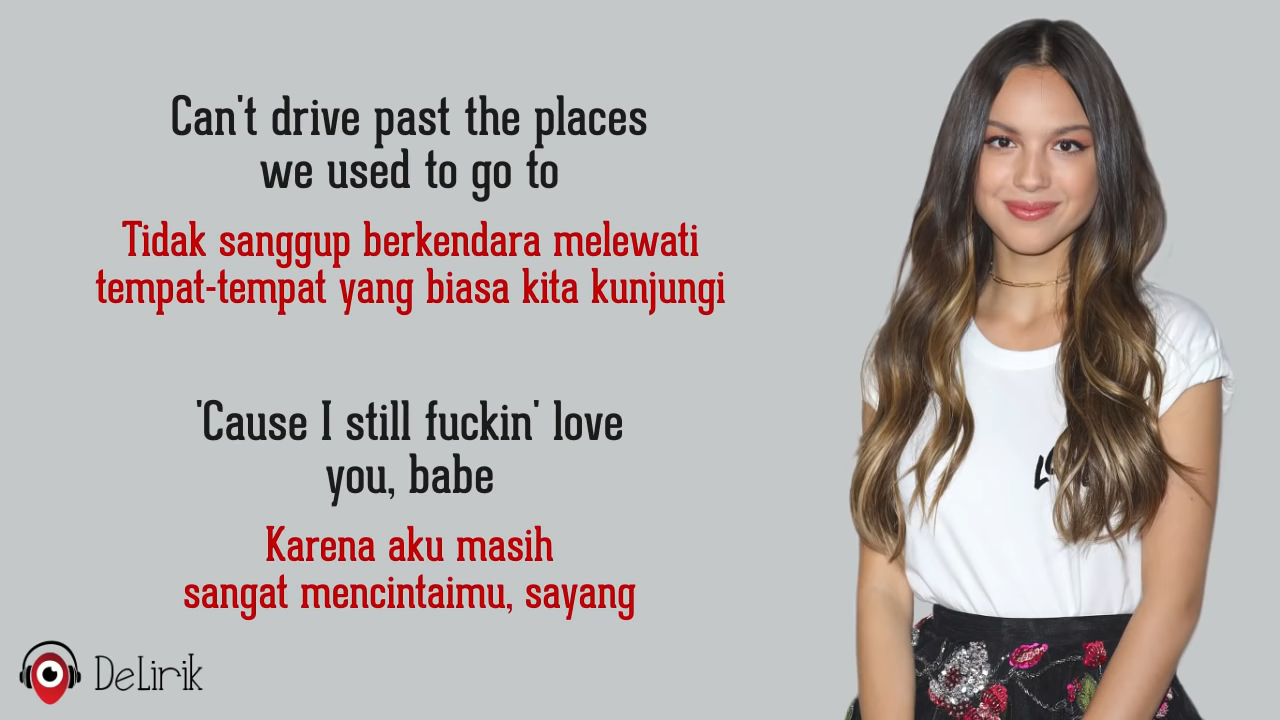 Can't drive past the places
we used to go to
Tidak sanggup berkendara melewati
tempat-tempat yang biasa kita kunjungi
'Cause I still fuckin' love
you, babe
Karena aku masih
sangat mencintaimu, sayang
DeLirik